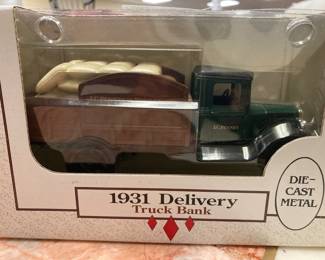 1931 Delivery
Truck Bank
DIE-
CAST
METAL